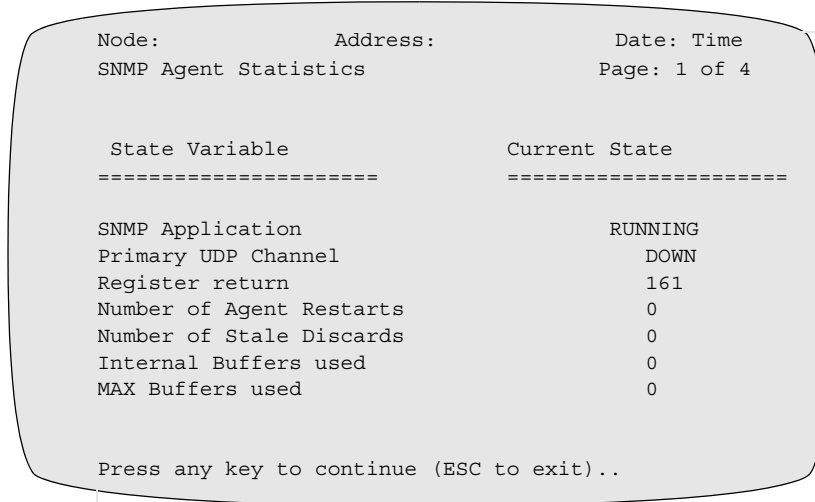 Node: Address: Date: Time
SNMP Agent Statistics Page: 1 of 4
State Variable Current State
====================== ======================
SNMP Application RUNNING
Primary UDP Channel DOWN
Register return 161
Number of Agent Restarts 0
Number of Stale Discards 0
Internal Buffers used 0
MAX Buffers used 0
Press any key to continue (ESC to exit)..